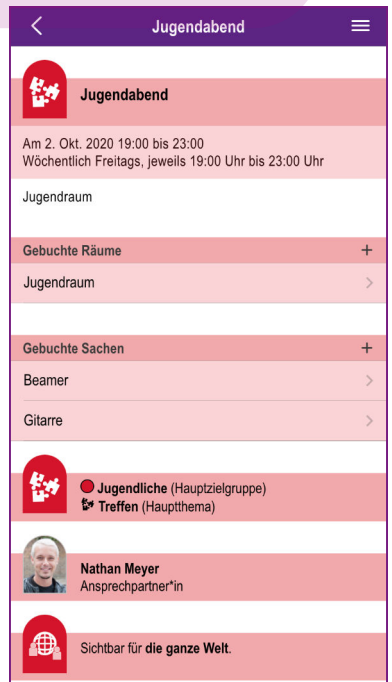 Jugendabend
Jugendabend
Am 2. Okt. 2020 19:00 bis 23:00
Wöchentlich Freitags, jeweils 19:00 Uhr bis 23:00 Uhr
Jugendraum
Gebuchte Räume +
Jugendraum
Gebuchte Sachen +
Beamer
Gitarre
Jugendliche (Hauptzielgruppe)
Treffen (Hauptthema)
Nathan Meyer
Ansprechpartner*in
Sichtbar für die ganze Welt.